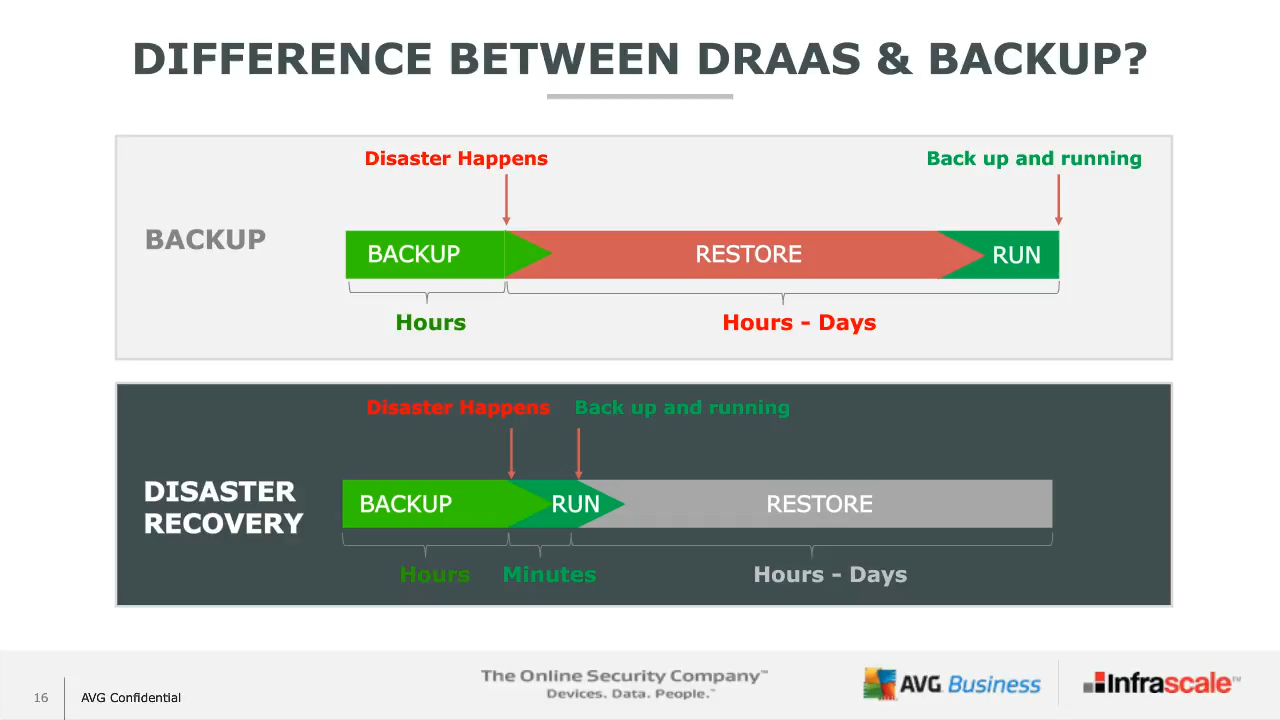 DIFFERENCE BETWEEN DRAAS & BACKUP?
Disaster Happens
Back up and running
BACKUP
BACKUP
RESTORE
RUN
Hours
Hours - Days
Disaster Happens
Back up and running
DISASTER
RECOVERY
BACKUP
RUN
RESTORE
Hours
Minutes
Hours - Days
16
AVG Confidential
The Online Security Company™
Devices. Data. People.™
AVG Business
Infrascale™